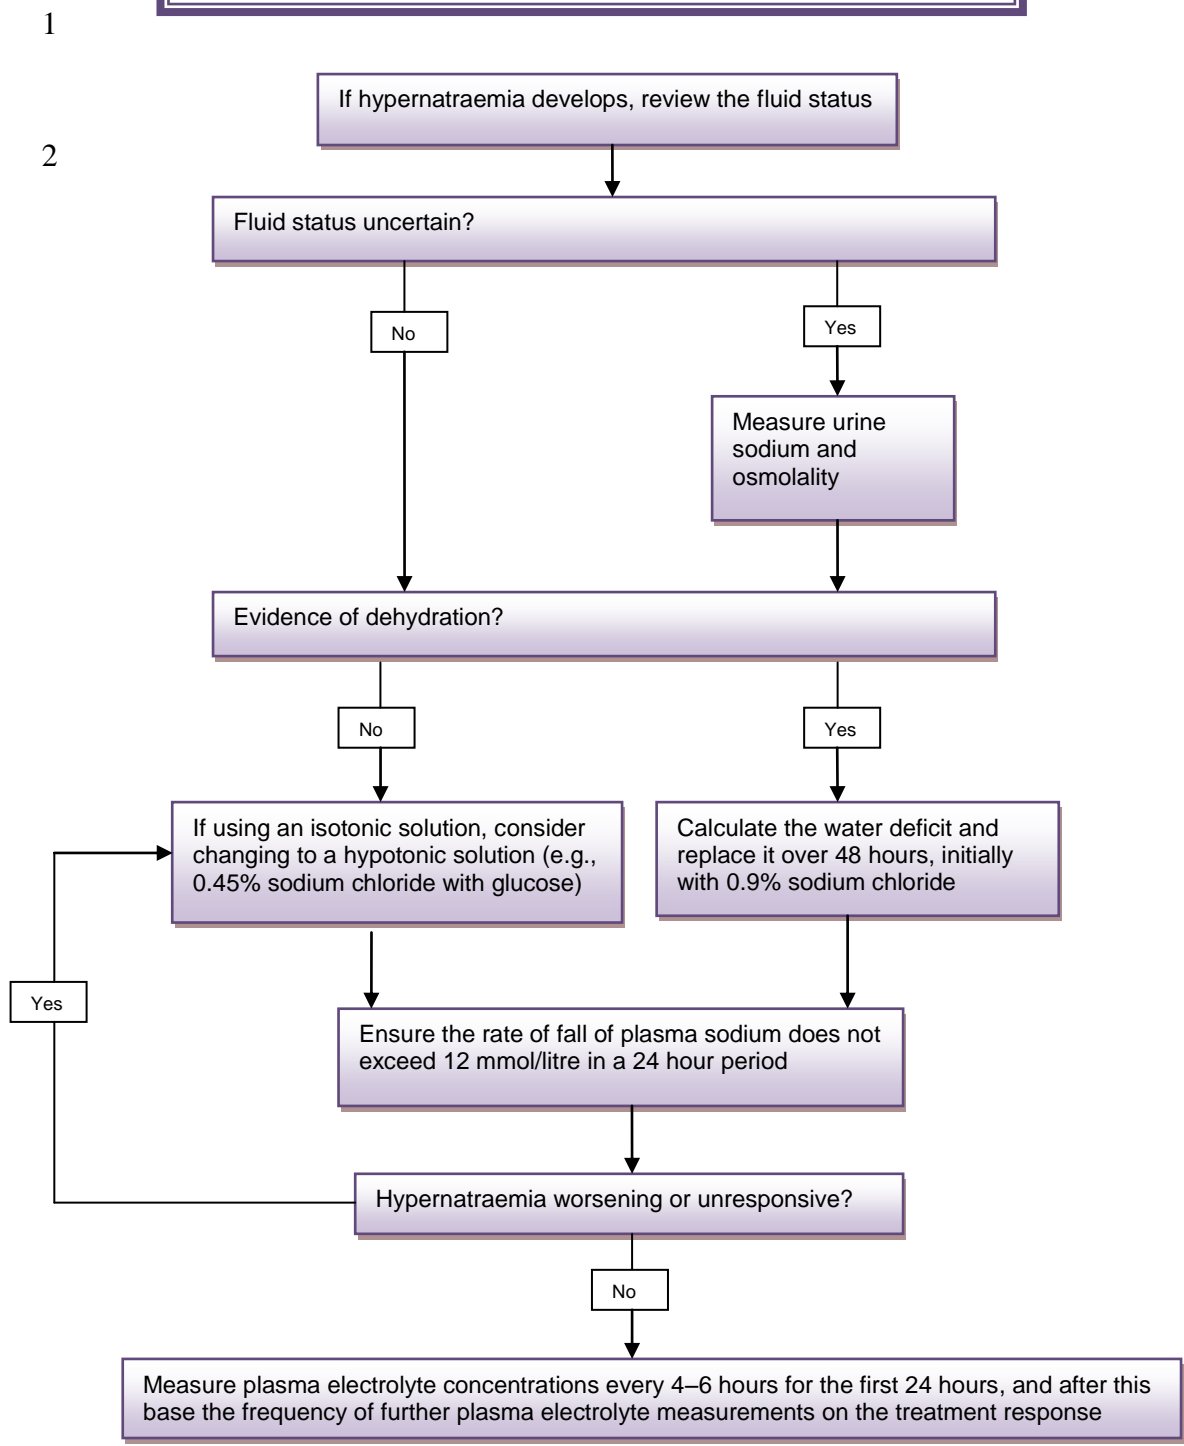 1
If hypernatraemia develops, review the fluid status
2
Fluid status uncertain?
No
Yes
Measure urine
sodium and
osmolality
Evidence of dehydration?
No
Yes
If using an isotonic solution, consider
changing to a hypotonic solution (e.g.,
0.45% sodium chloride with glucose)
Calculate the water deficit and
replace it over 48 hours, initially
with 0.9% sodium chloride
Yes
Ensure the rate of fall of plasma sodium does not
exceed 12 mmol/litre in a 24 hour period
Hypernatraemia worsening or unresponsive?
No
Measure plasma electrolyte concentrations every 4–6 hours for the first 24 hours, and after this
base the frequency of further plasma electrolyte measurements on the treatment response